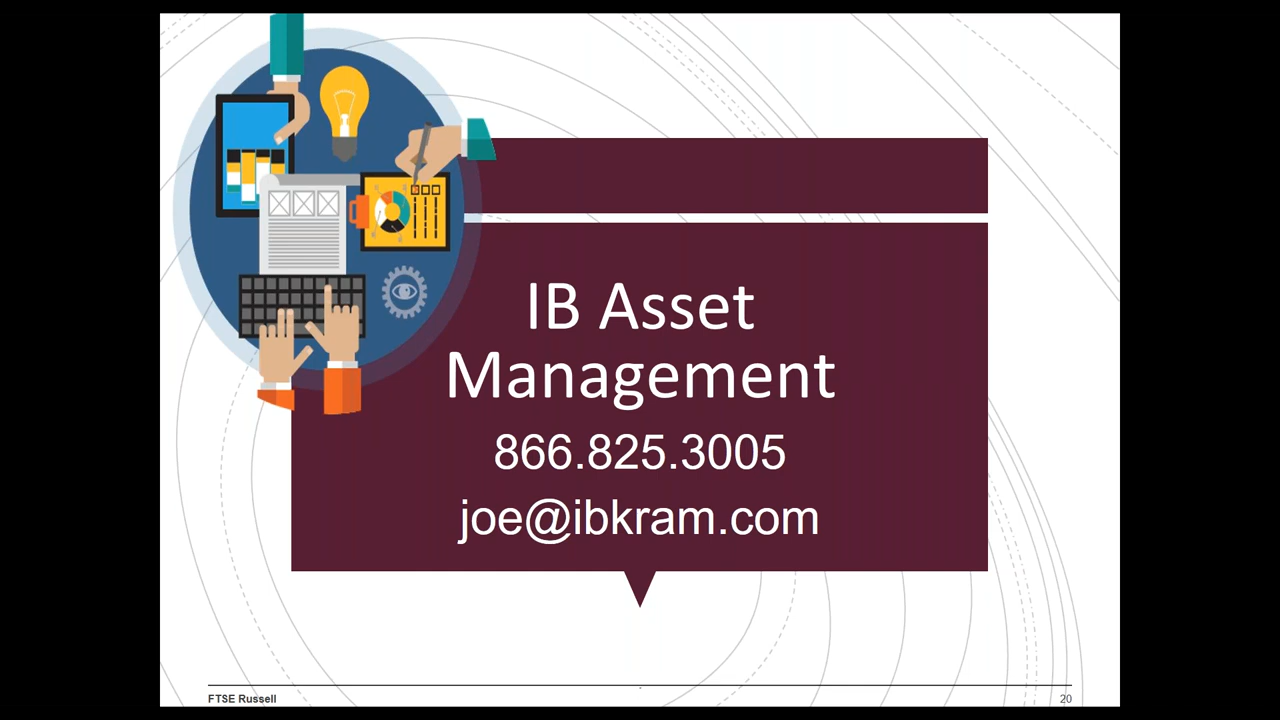 IB Asset
Management
866.825.3005
joe@ibkram.com
FTSE Russell
20